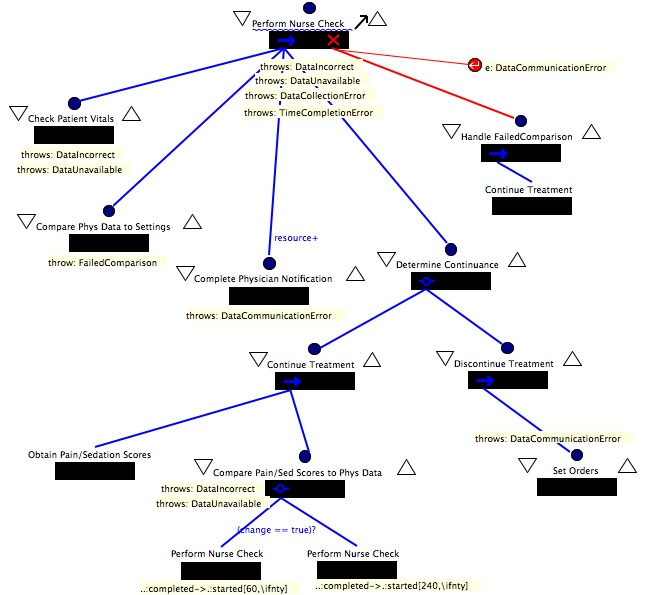 Perform Nurse Check
throws: DataIncorrect
throws: DataUnavailable
throws: DataCollectionError
throws: TimeCompletionError
e: DataCommunicationError
Check Patient Vitals
throws: DataIncorrect
throws: DataUnavailable
Handle FailedComparison
Continue Treatment
Compare Phys Data to Settings
throw: FailedComparison
resource+
Complete Physician Notification
throws: DataCommunicationError
Determine Continuance
Continue Treatment
Discontinue Treatment
throws: DataCommunicationError
Set Orders
Obtain Pain/Sedation Scores
Compare Pain/Sed Scores to Phys Data
throws: DataIncorrect
throws: DataUnavailable
(change == true)?
Perform Nurse Check
..:completed->.:started[60,\ifnty]
Perform Nurse Check
..:completed->.:started[240,\ifnty]